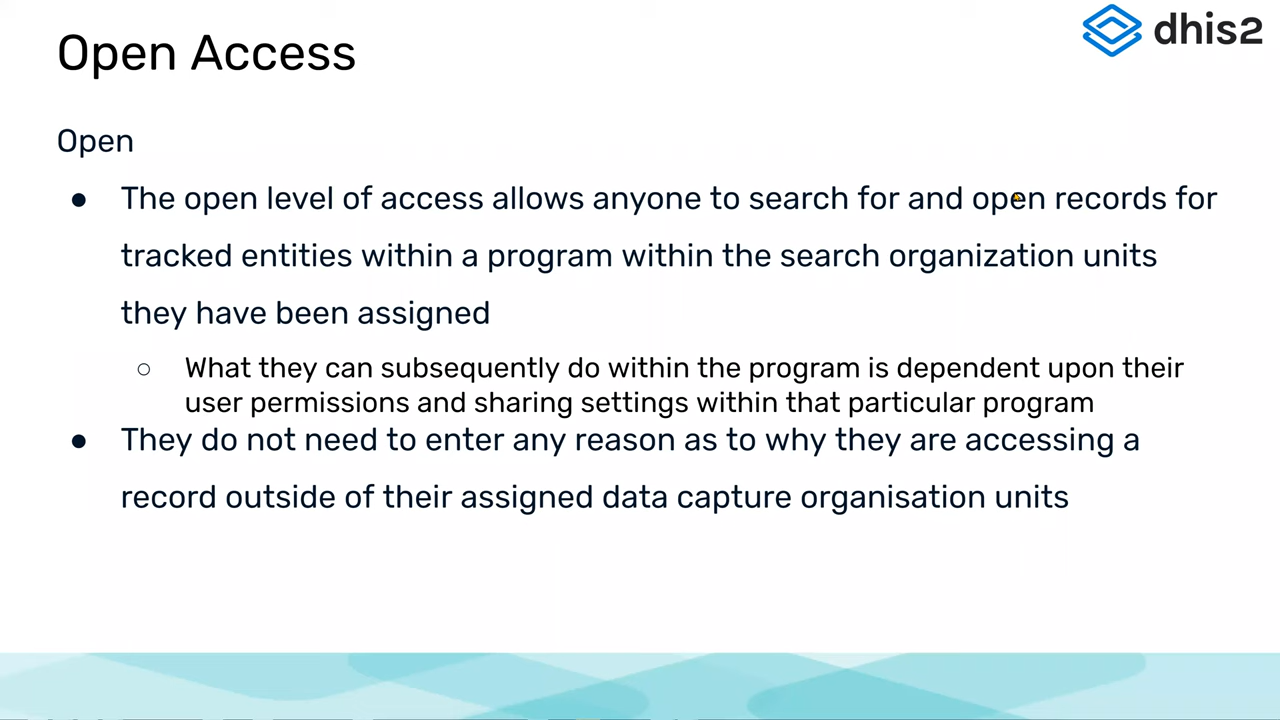 Open Access
dhis2
Open
● The open level of access allows anyone to search for and open records for
tracked entities within a program within the search organization units
they have been assigned
○ What they can subsequently do within the program is dependent upon their
user permissions and sharing settings within that particular program
● They do not need to enter any reason as to why they are accessing a
record outside of their assigned data capture organisation units